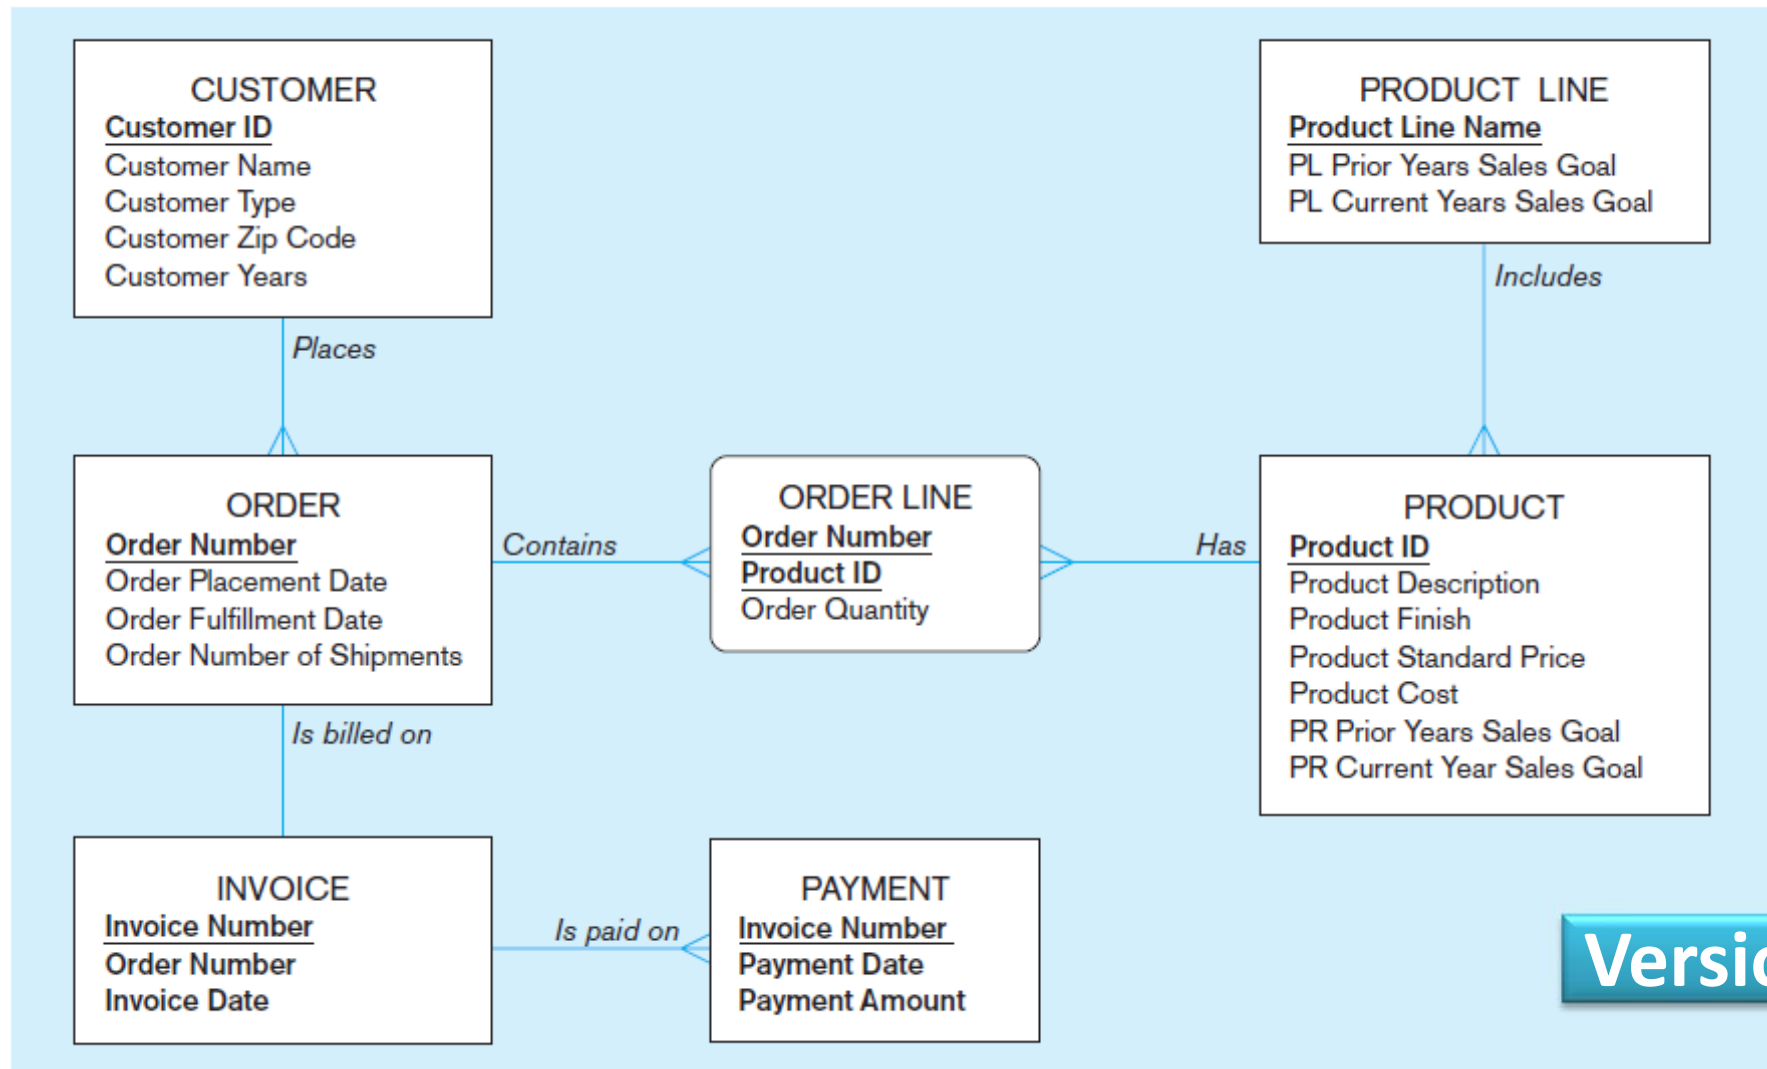 CUSTOMER
Customer ID
Customer Name
Customer Type
Customer Zip Code
Customer Years
PRODUCT LINE
Product Line Name
PL Prior Years Sales Goal
PL Current Years Sales Goal
Places
Includes
ORDER
Order Number
Order Placement Date
Order Fulfillment Date
Order Number of Shipments
Contains
ORDER LINE
Order Number
Product ID
Order Quantity
Has
PRODUCT
Product ID
Product Description
Product Finish
Product Standard Price
Product Cost
PR Prior Years Sales Goal
PR Current Year Sales Goal
Is billed on
INVOICE
Invoice Number
Order Number
Invoice Date
Is paid on
PAYMENT
Invoice Number
Payment Date
Payment Amount